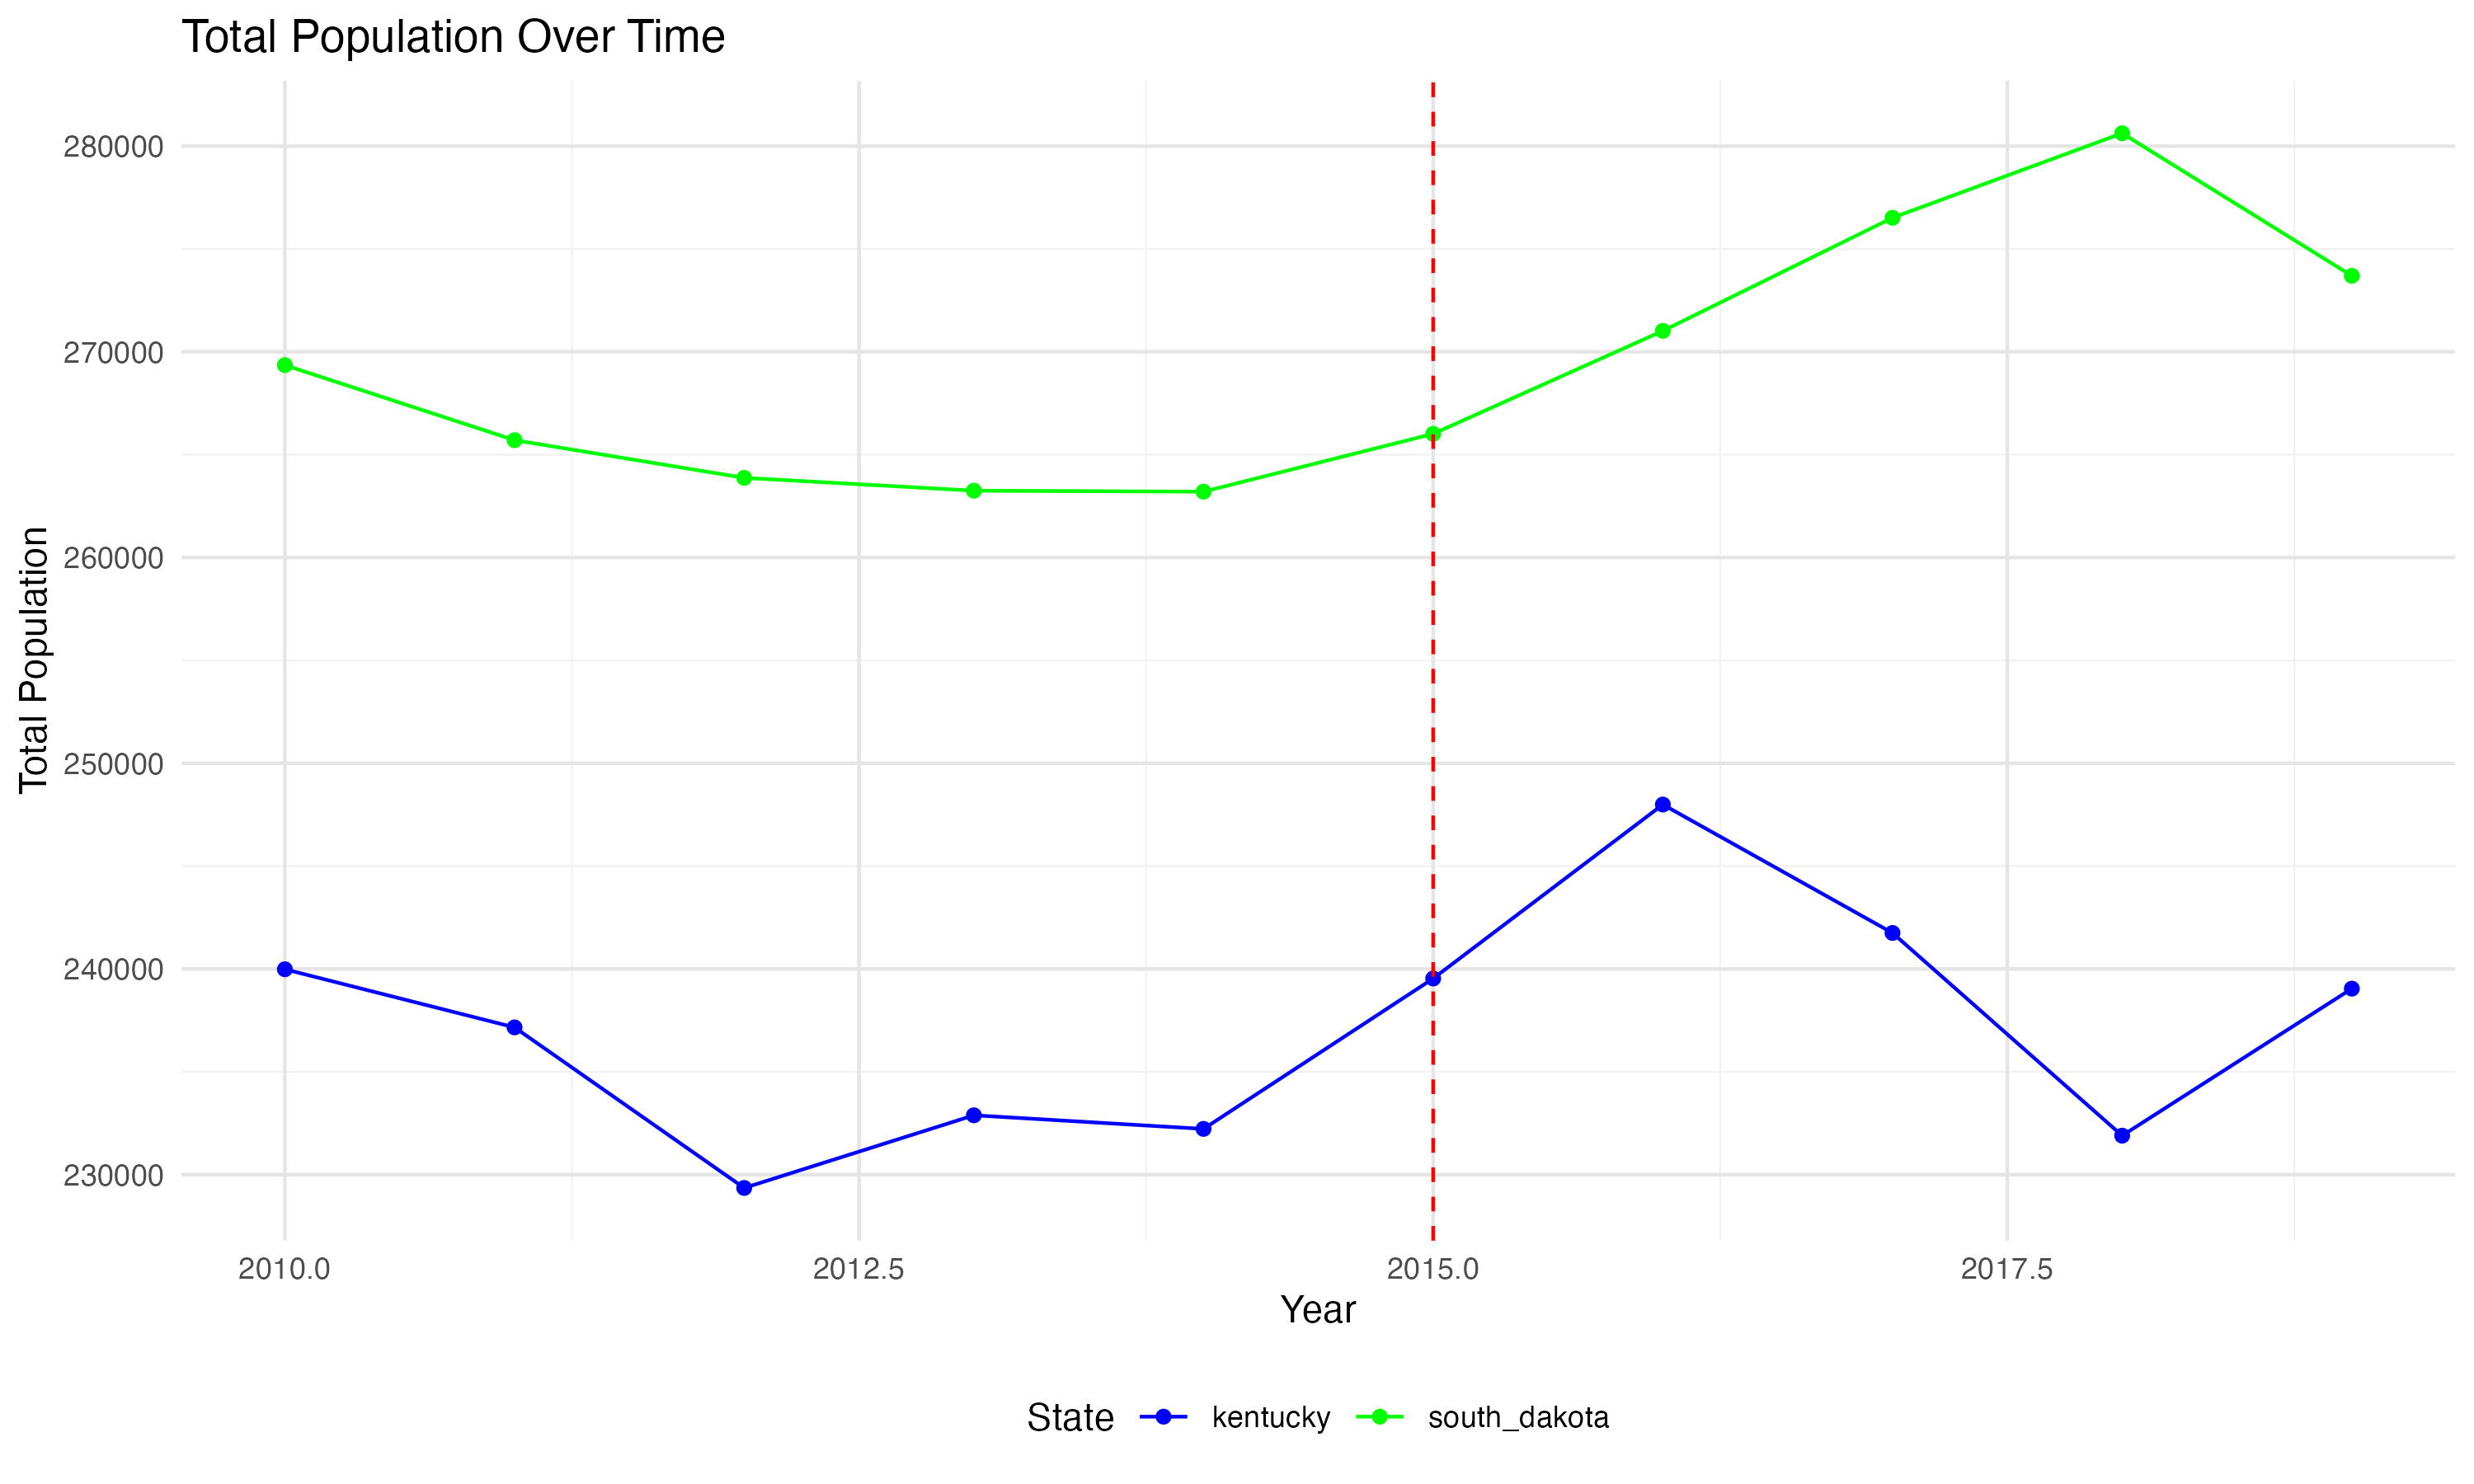 Total Population Over Time
Total Population
280000
270000
260000
250000
240000
230000
2010.0 2012.5 2015.0 2017.5
Year
State kentucky south_dakota